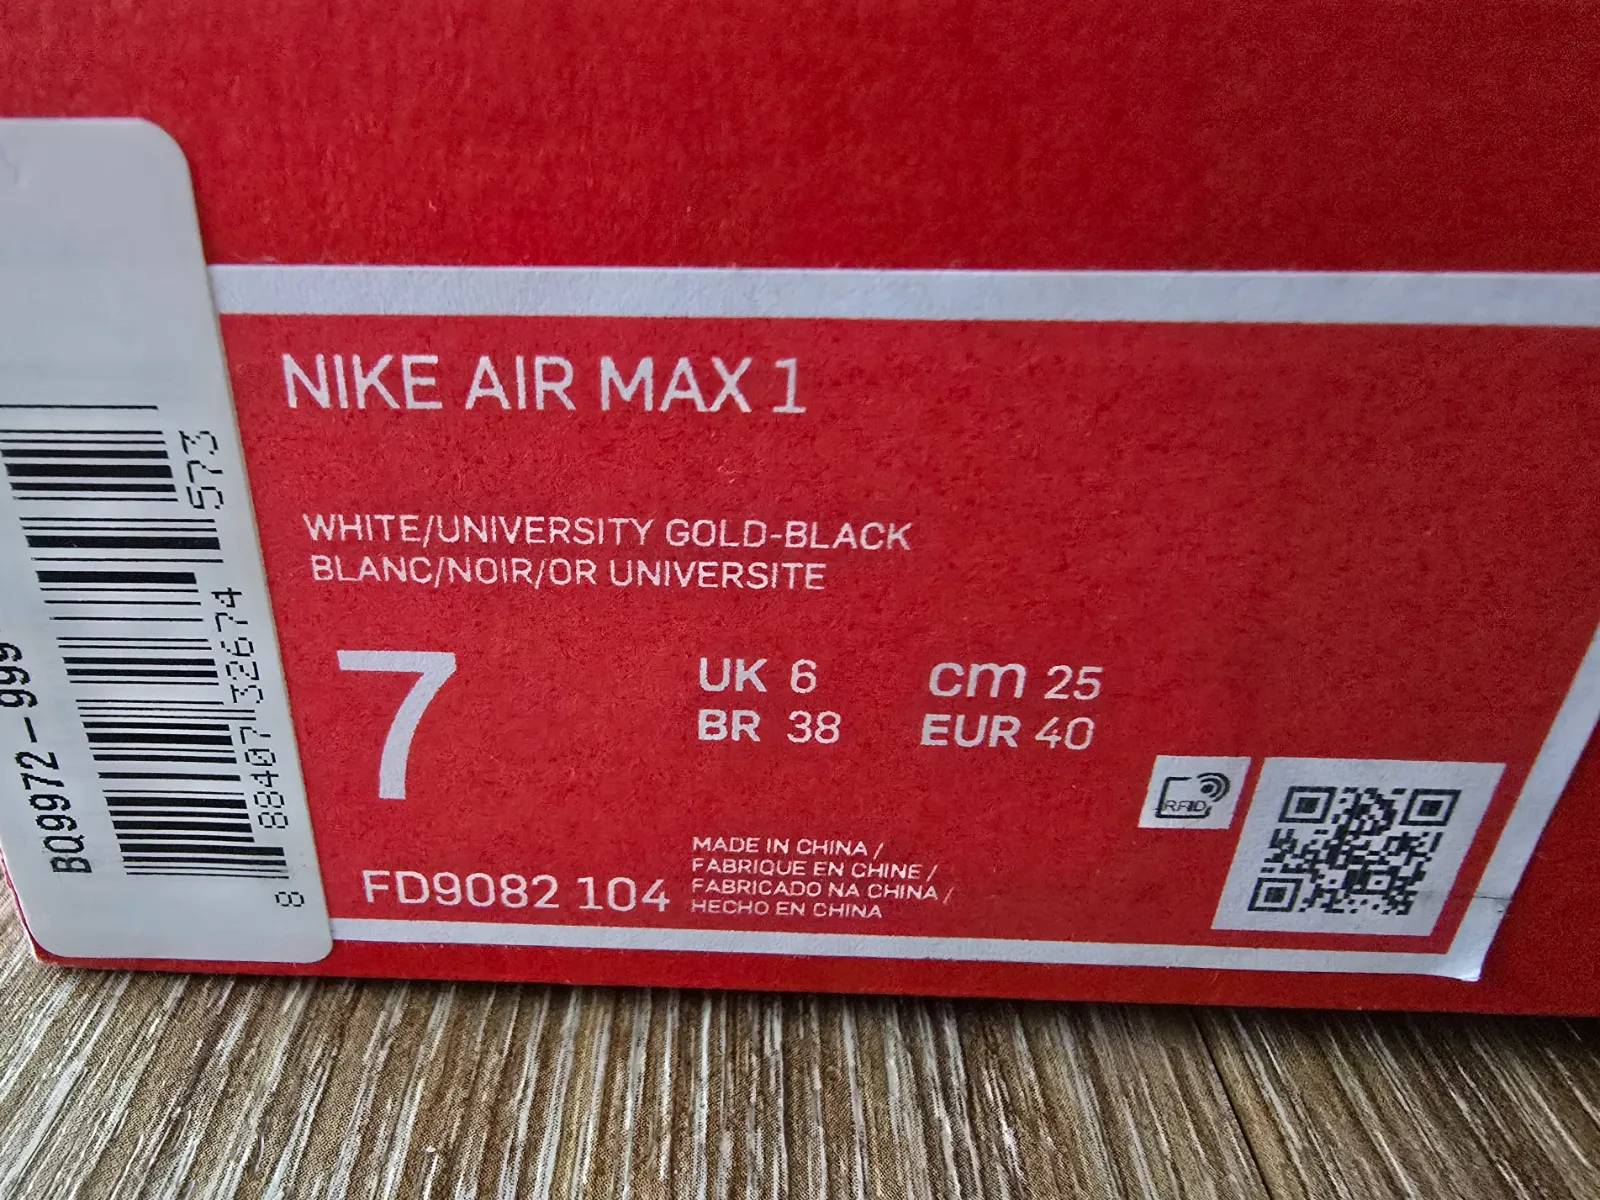 NIKE AIR MAX 1
WHITE/UNIVERSITY GOLD-BLACK
BLANC/NOIR/OR UNIVERSITE
7
UK 6
cm 25
BR 38
EUR 40
RFID
FD9082 104
MADE IN CHINA /
FABRIQUE EN CHINE /
FABRICADO NA CHINA /
HECHO EN CHINA
8 88407 32674 573
BQ9972-999